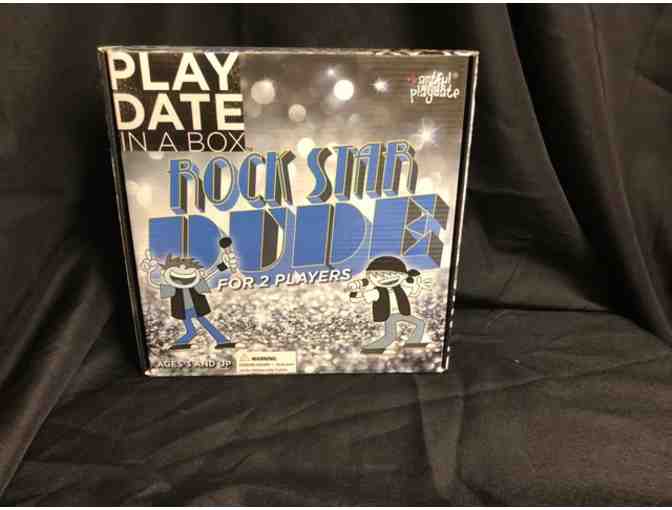 PLAY
DATE
IN A BOX
artful
playdate
ROCK STAR
DUDE
FOR 2 PLAYERS
AGES 5 AND UP
WARNING